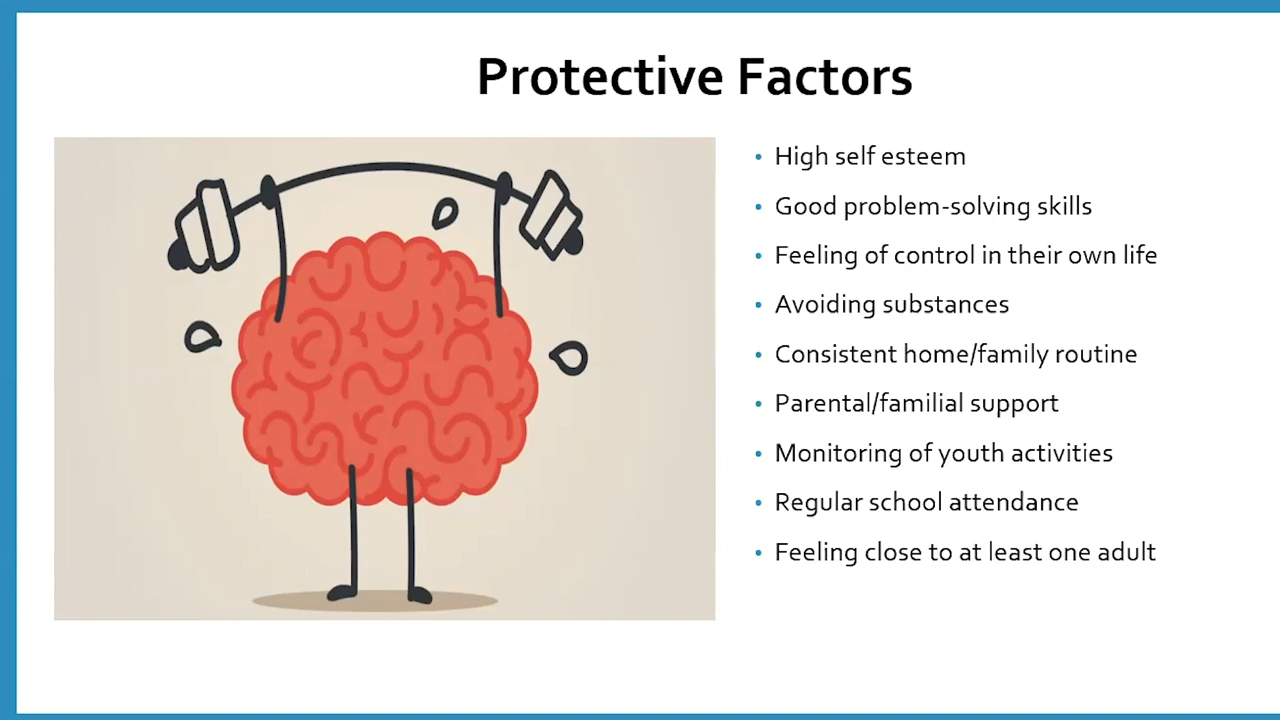 Protective Factors
• High self esteem
• Good problem-solving skills
• Feeling of control in their own life
• Avoiding substances
• Consistent home/family routine
• Parental/familial support
• Monitoring of youth activities
• Regular school attendance
• Feeling close to at least one adult